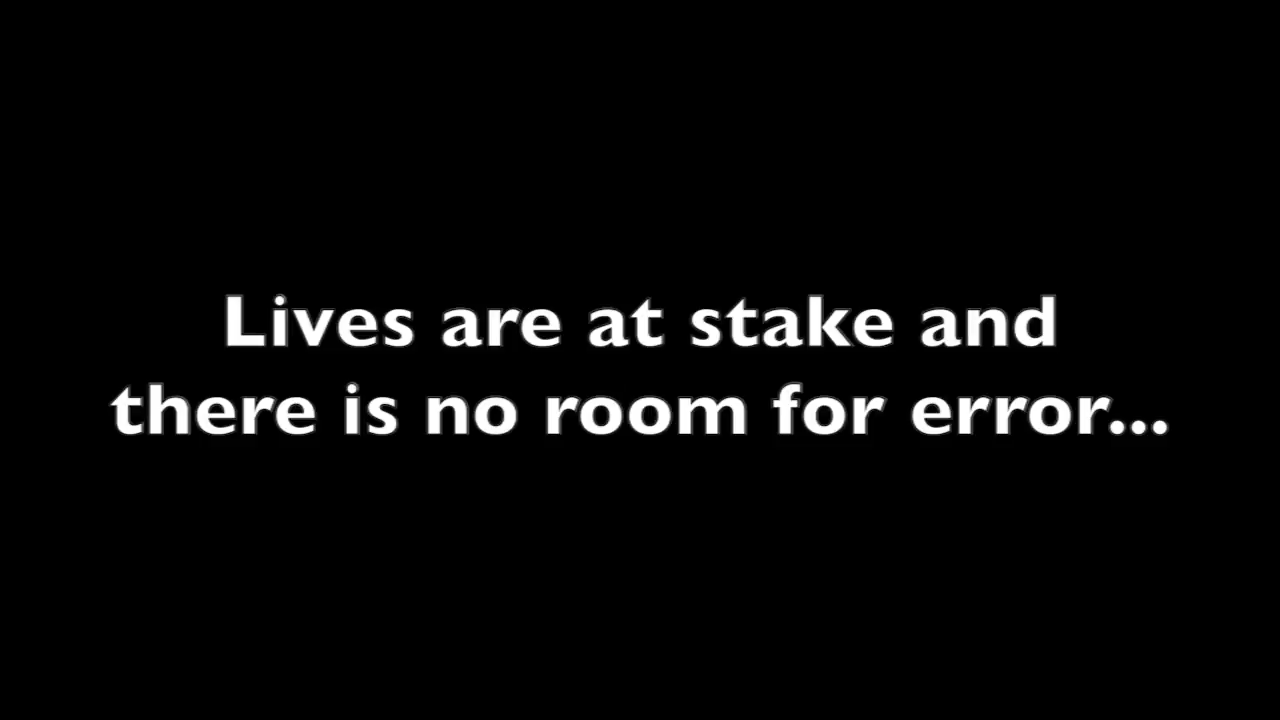 Lives are at stake and
there is no room for error...